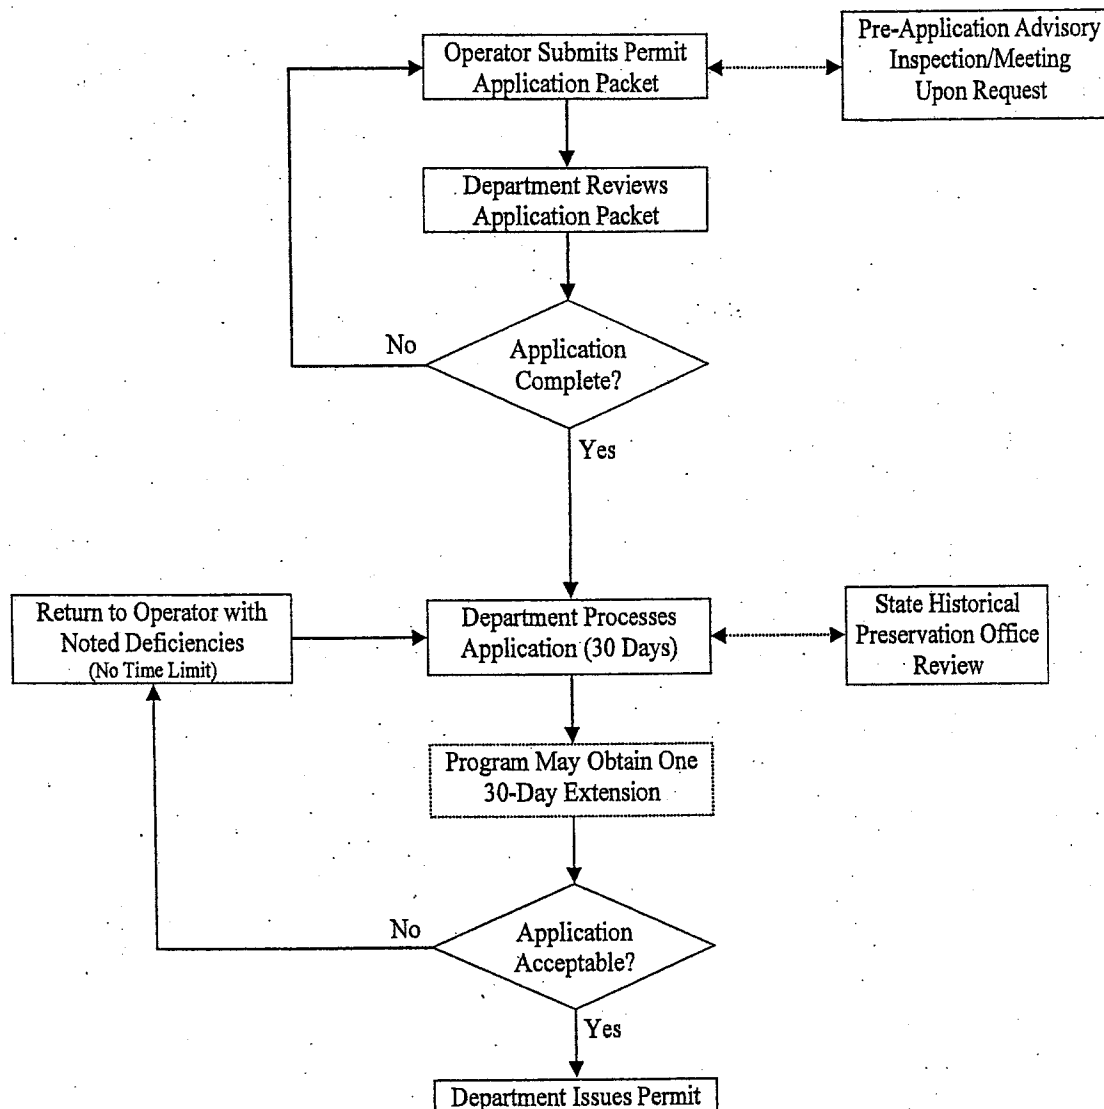 Operator Submits Permit
Application Packet
Pre-Application Advisory
Inspection/Meeting
Upon Request
Department Reviews
Application Packet
No
Application
Complete?
Yes
Return to Operator with
Noted Deficiencies
(No Time Limit)
Department Processes
Application (30 Days)
State Historical
Preservation Office
Review
Program May Obtain One
30-Day Extension
No
Application
Acceptable?
Yes
Department Issues Permit